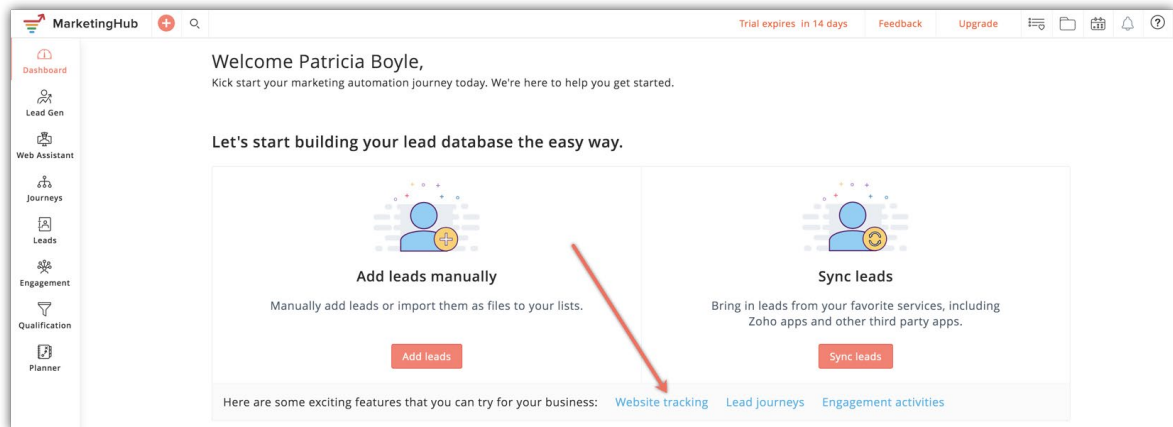 MarketingHub
Trial expires in 14 days
Feedback
Upgrade
Dashboard
Lead Gen
Web Assistant
Journeys
Leads
Engagement
Qualification
Planner
Welcome Patricia Boyle,
Kick start your marketing automation journey today. We're here to help you get started.
Let's start building your lead database the easy way.
Add leads manually
Manually add leads or import them as files to your lists.
Add leads
Sync leads
Bring in leads from your favorite services, including
Zoho apps and other third party apps.
Sync leads
Here are some exciting features that you can try for your business: Website tracking Lead journeys Engagement activities